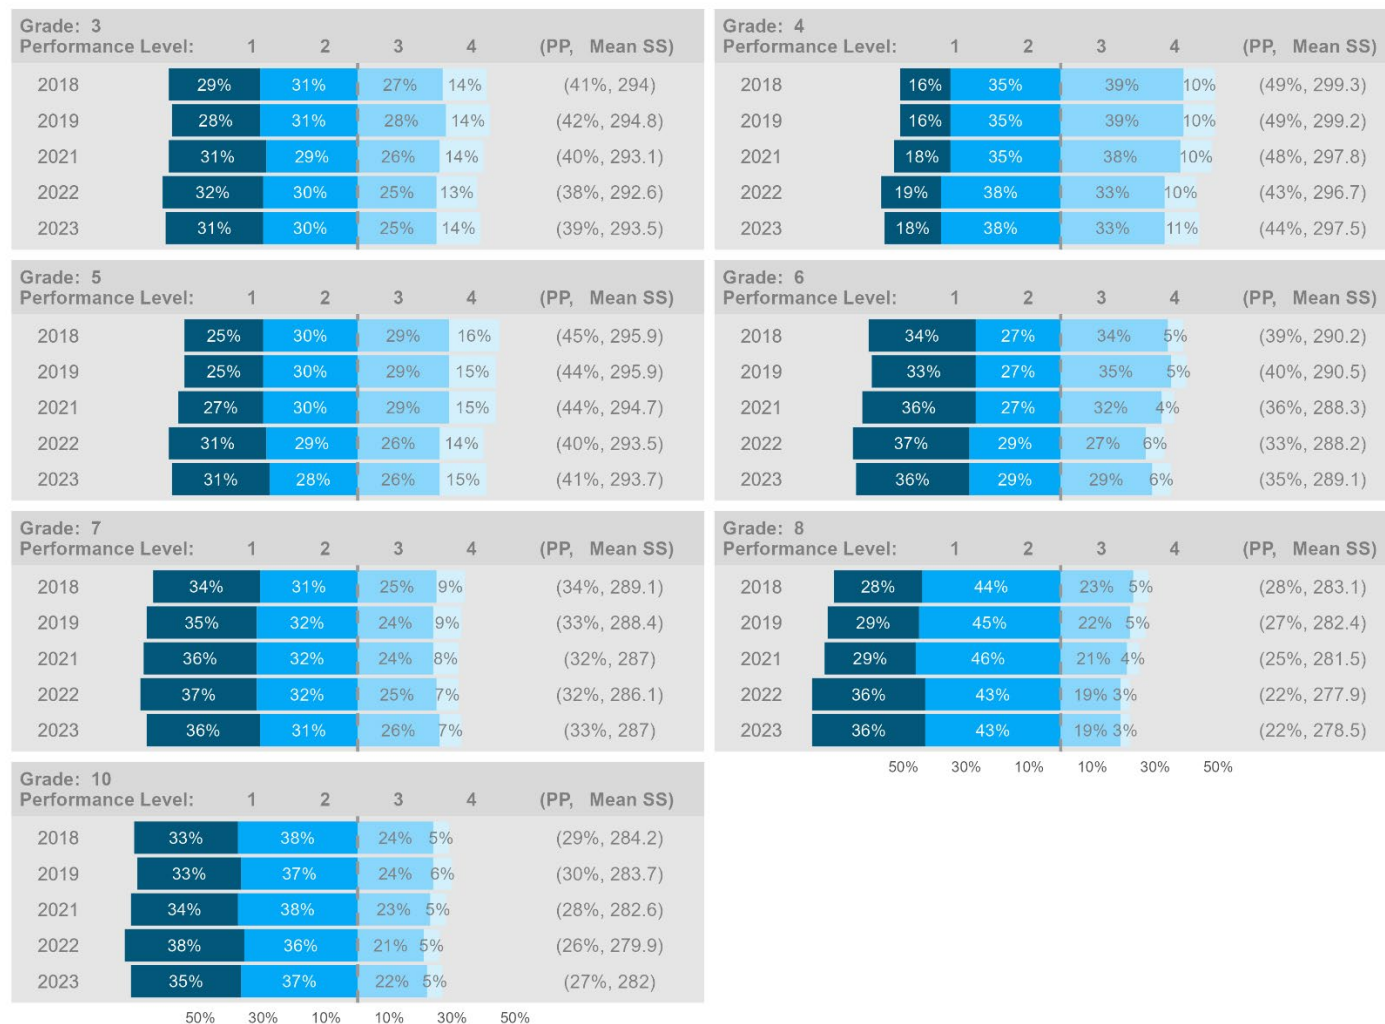 Grade: 3
Performance Level: 1 2 3 4 (PP, Mean SS)
2018 29% 31% 27% 14% (41%, 294)
2019 28% 31% 28% 14% (42%, 294.8)
2021 31% 29% 26% 14% (40%, 293.1)
2022 32% 30% 25% 13% (38%, 292.6)
2023 31% 30% 25% 14% (39%, 293.5)
Grade: 4
Performance Level: 1 2 3 4 (PP, Mean SS)
2018 16% 35% 39% 10% (49%, 299.3)
2019 16% 35% 39% 10% (49%, 299.2)
2021 18% 35% 38% 10% (48%, 297.8)
2022 19% 38% 33% 10% (43%, 296.7)
2023 18% 38% 33% 11% (44%, 297.5)
Grade: 5
Performance Level: 1 2 3 4 (PP, Mean SS)
2018 25% 30% 29% 16% (45%, 295.9)
2019 25% 30% 29% 15% (44%, 295.9)
2021 27% 30% 29% 15% (44%, 294.7)
2022 31% 29% 26% 14% (40%, 293.5)
2023 31% 28% 26% 15% (41%, 293.7)
Grade: 6
Performance Level: 1 2 3 4 (PP, Mean SS)
2018 34% 27% 34% 5% (39%, 290.2)
2019 33% 27% 35% 5% (40%, 290.5)
2021 36% 27% 32% 4% (36%, 288.3)
2022 37% 29% 27% 6% (33%, 288.2)
2023 36% 29% 29% 6% (35%, 289.1)
Grade: 7
Performance Level: 1 2 3 4 (PP, Mean SS)
2018 34% 31% 25% 9% (34%, 289.1)
2019 35% 32% 24% 9% (33%, 288.4)
2021 36% 32% 24% 8% (32%, 287)
2022 37% 32% 25% 7% (32%, 286.1)
2023 36% 31% 26% 7% (33%, 287)
Grade: 8
Performance Level: 1 2 3 4 (PP, Mean SS)
2018 28% 44% 23% 5% (28%, 283.1)
2019 29% 45% 22% 5% (27%, 282.4)
2021 29% 46% 21% 4% (25%, 281.5)
2022 36% 43% 19% 3% (22%, 277.9)
2023 36% 43% 19% 3% (22%, 278.5)
50% 30% 10% 10% 30% 50%
Grade: 10
Performance Level: 1 2 3 4 (PP, Mean SS)
2018 33% 38% 24% 5% (29%, 284.2)
2019 33% 37% 24% 6% (30%, 283.7)
2021 34% 38% 23% 5% (28%, 282.6)
2022 38% 36% 21% 5% (26%, 279.9)
2023 35% 37% 22% 5% (27%, 282)
50% 30% 10% 10% 30% 50%